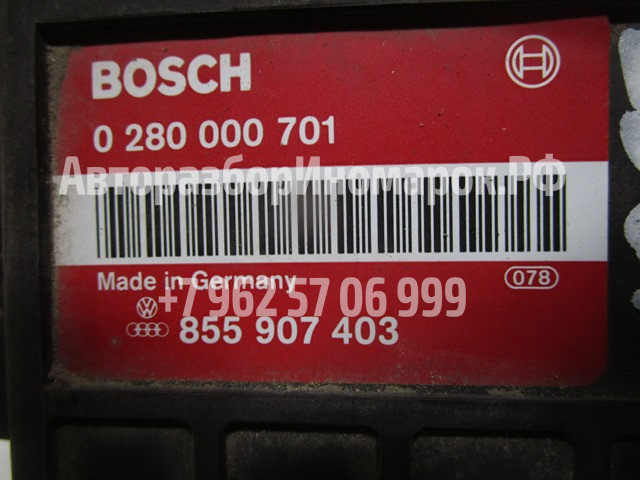 BOSCH
0 280 000 701
АвторазборИномарок.РФ
Made in Germany
078
+7 962 57 06 999
855 907 403